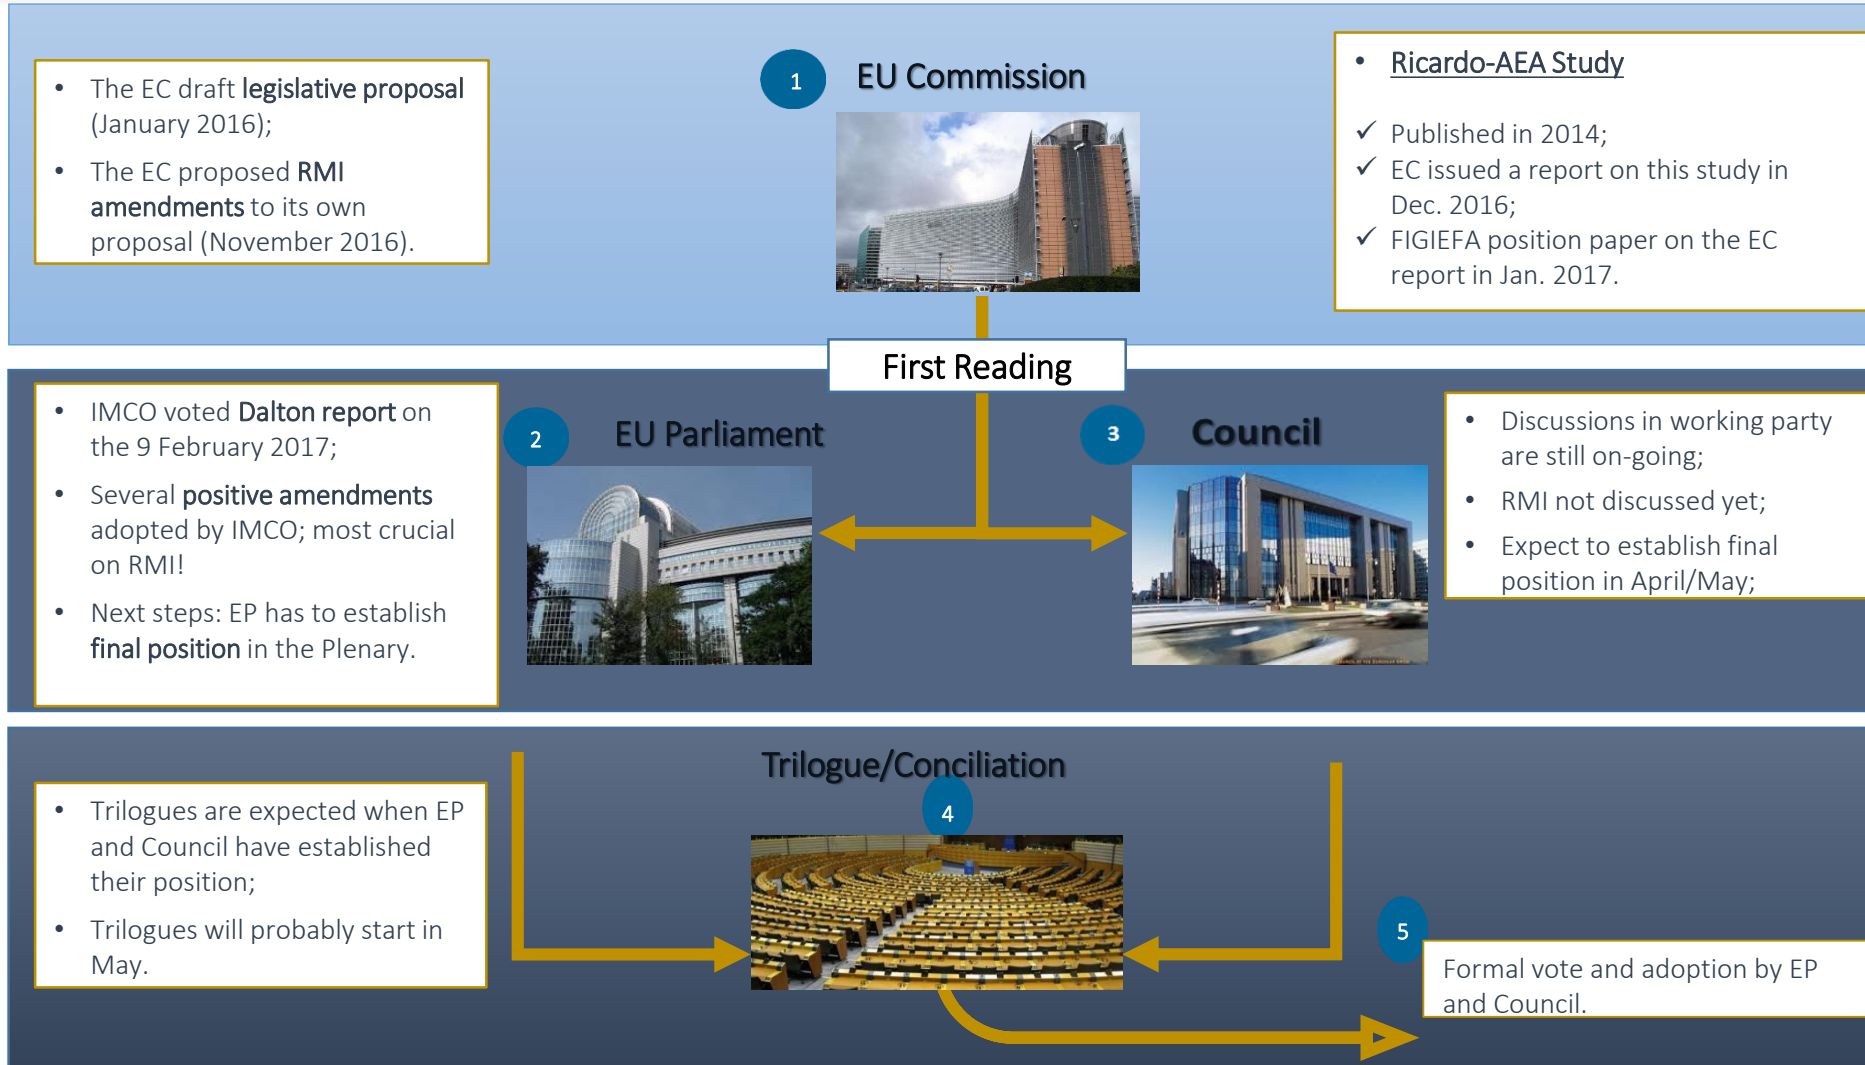 • The EC draft legislative proposal
(January 2016);
• The EC proposed RMI
amendments to its own
proposal (November 2016).
1
EU Commission
• Ricardo-AEA Study
✓ Published in 2014;
✓ EC issued a report on this study in
Dec. 2016;
✓ FIGIEFA position paper on the EC
report in Jan. 2017.
First Reading
• IMCO voted Dalton report on
the 9 February 2017;
• Several positive amendments
adopted by IMCO; most crucial
on RMI!
• Next steps: EP has to establish
final position in the Plenary.
2
EU Parliament
3
Council
• Discussions in working party
are still on-going;
• RMI not discussed yet;
• Expect to establish final
position in April/May;
Trilogue/Conciliation
4
• Trilogues are expected when EP
and Council have established
their position;
• Trilogues will probably start in
May.
5
Formal vote and adoption by EP
and Council.